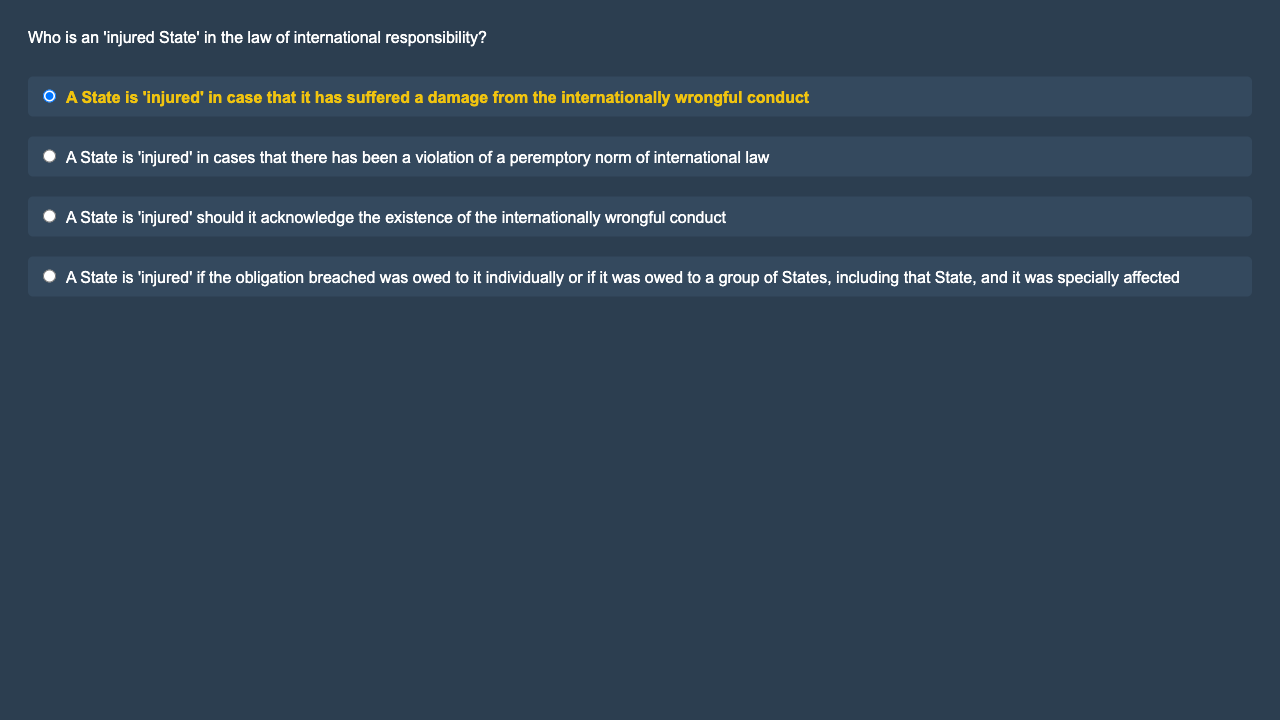 Who is an 'injured State' in the law of international responsibility?
A State is 'injured' in case that it has suffered a damage from the internationally wrongful conduct
A State is 'injured' in cases that there has been a violation of a peremptory norm of international law
A State is 'injured' should it acknowledge the existence of the internationally wrongful conduct
A State is 'injured' if the obligation breached was owed to it individually or if it was owed to a group of States, including that State, and it was specially affected